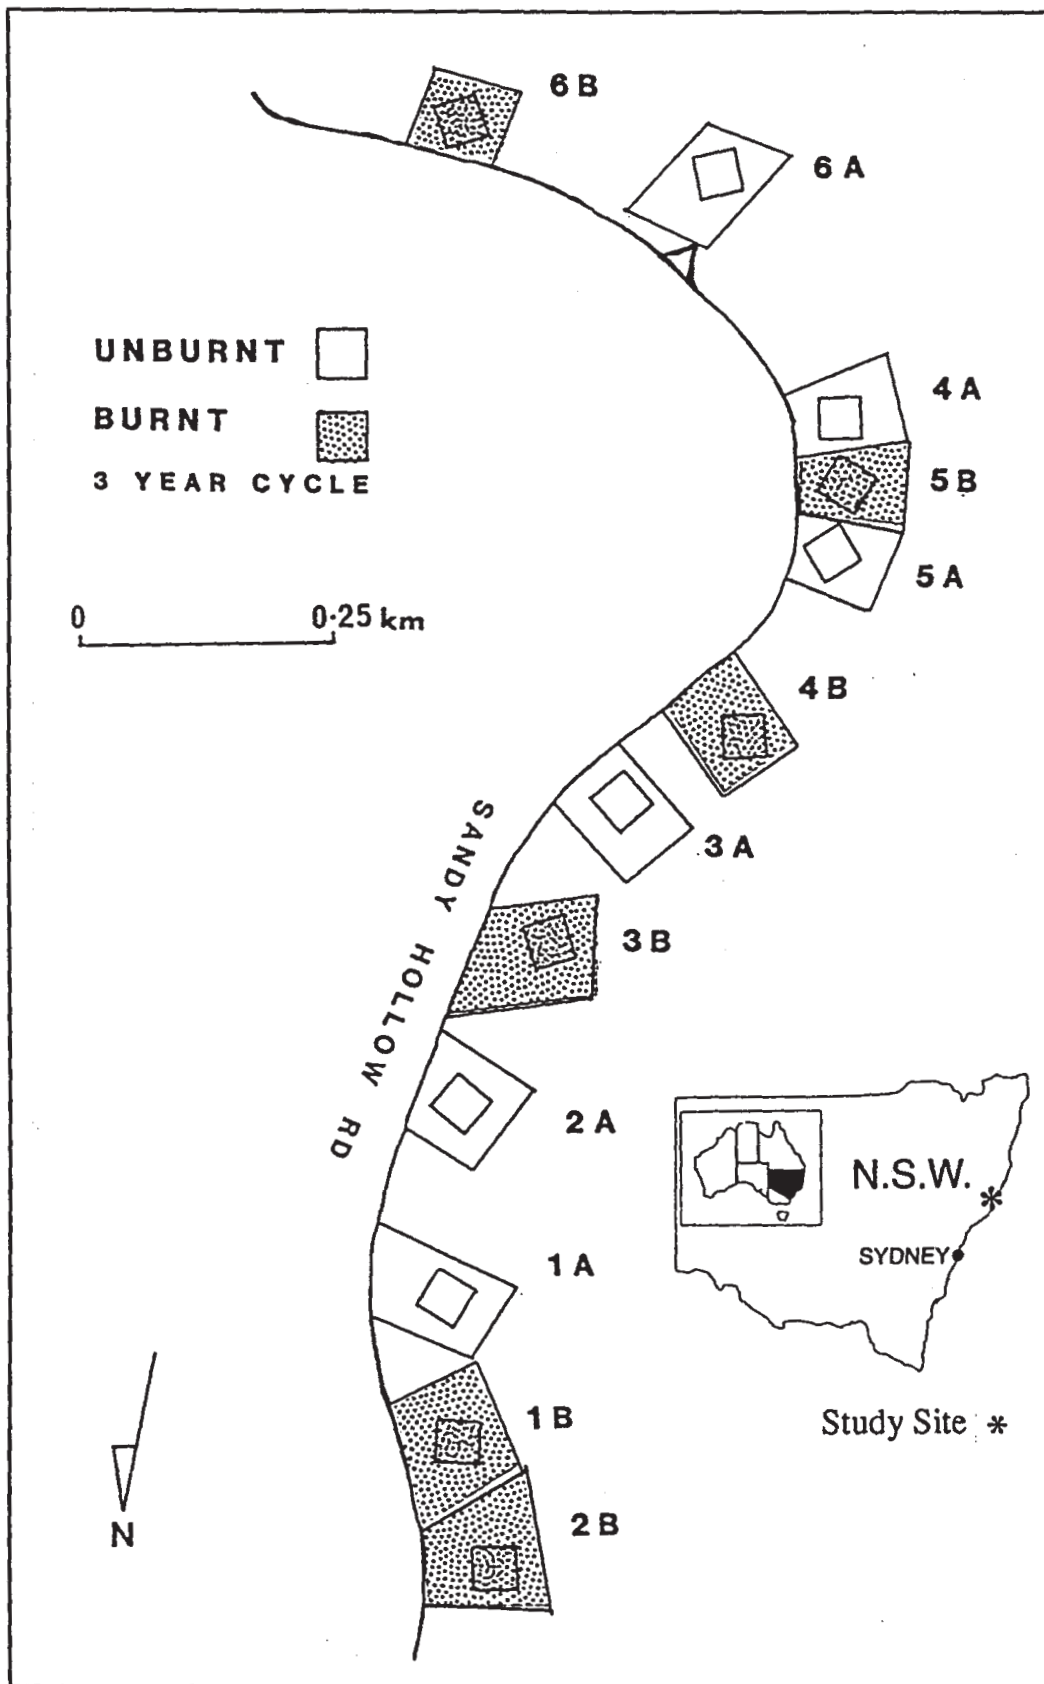 6 B
6 A
UNBURNT
BURNT
3 YEAR CYCLE
4 A
5 B
5 A
0 0·25 km
4 B
3 A
3 B
SANDY HOLLOW RD
2 A
N.S.W.
SYDNEY
1 A
1 B
Study Site *
2 B
N